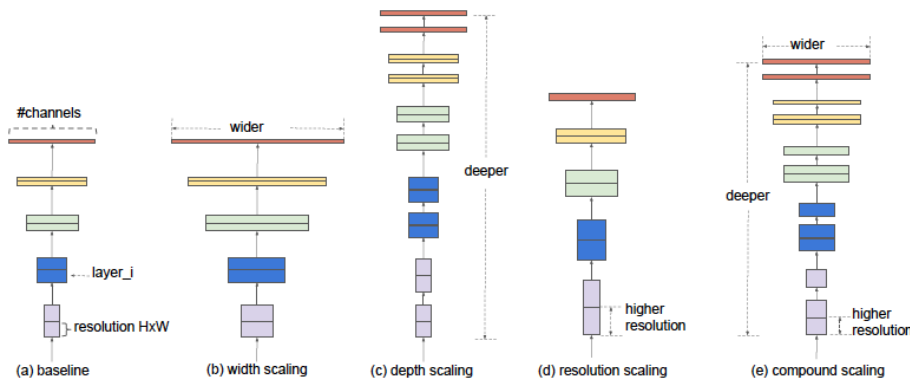 #channels
layer_i
resolution HxW
(a) baseline
wider
(b) width scaling
deeper
(c) depth scaling
higher
resolution
(d) resolution scaling
wider
deeper
higher
resolution
(e) compound scaling